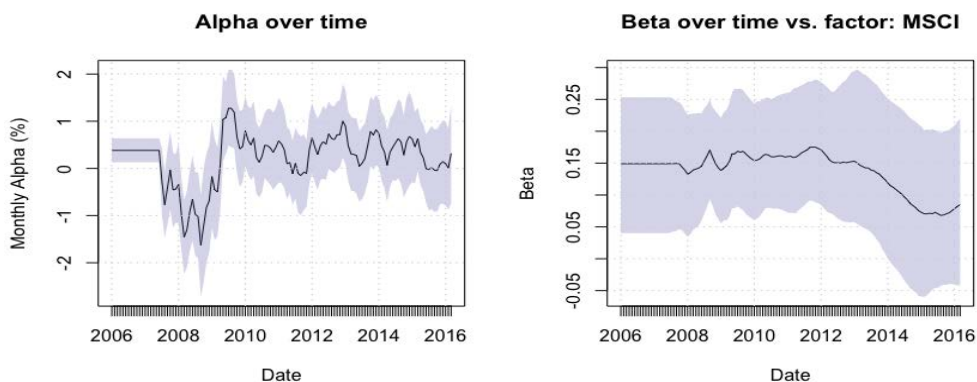 Alpha over time
Monthly Alpha (%)
2
1
0
-1
-2
2006 2008 2010 2012 2014 2016
Date
Beta over time vs. factor: MSCI
Beta
0.25
0.15
0.05
-0.05
2006 2008 2010 2012 2014 2016
Date